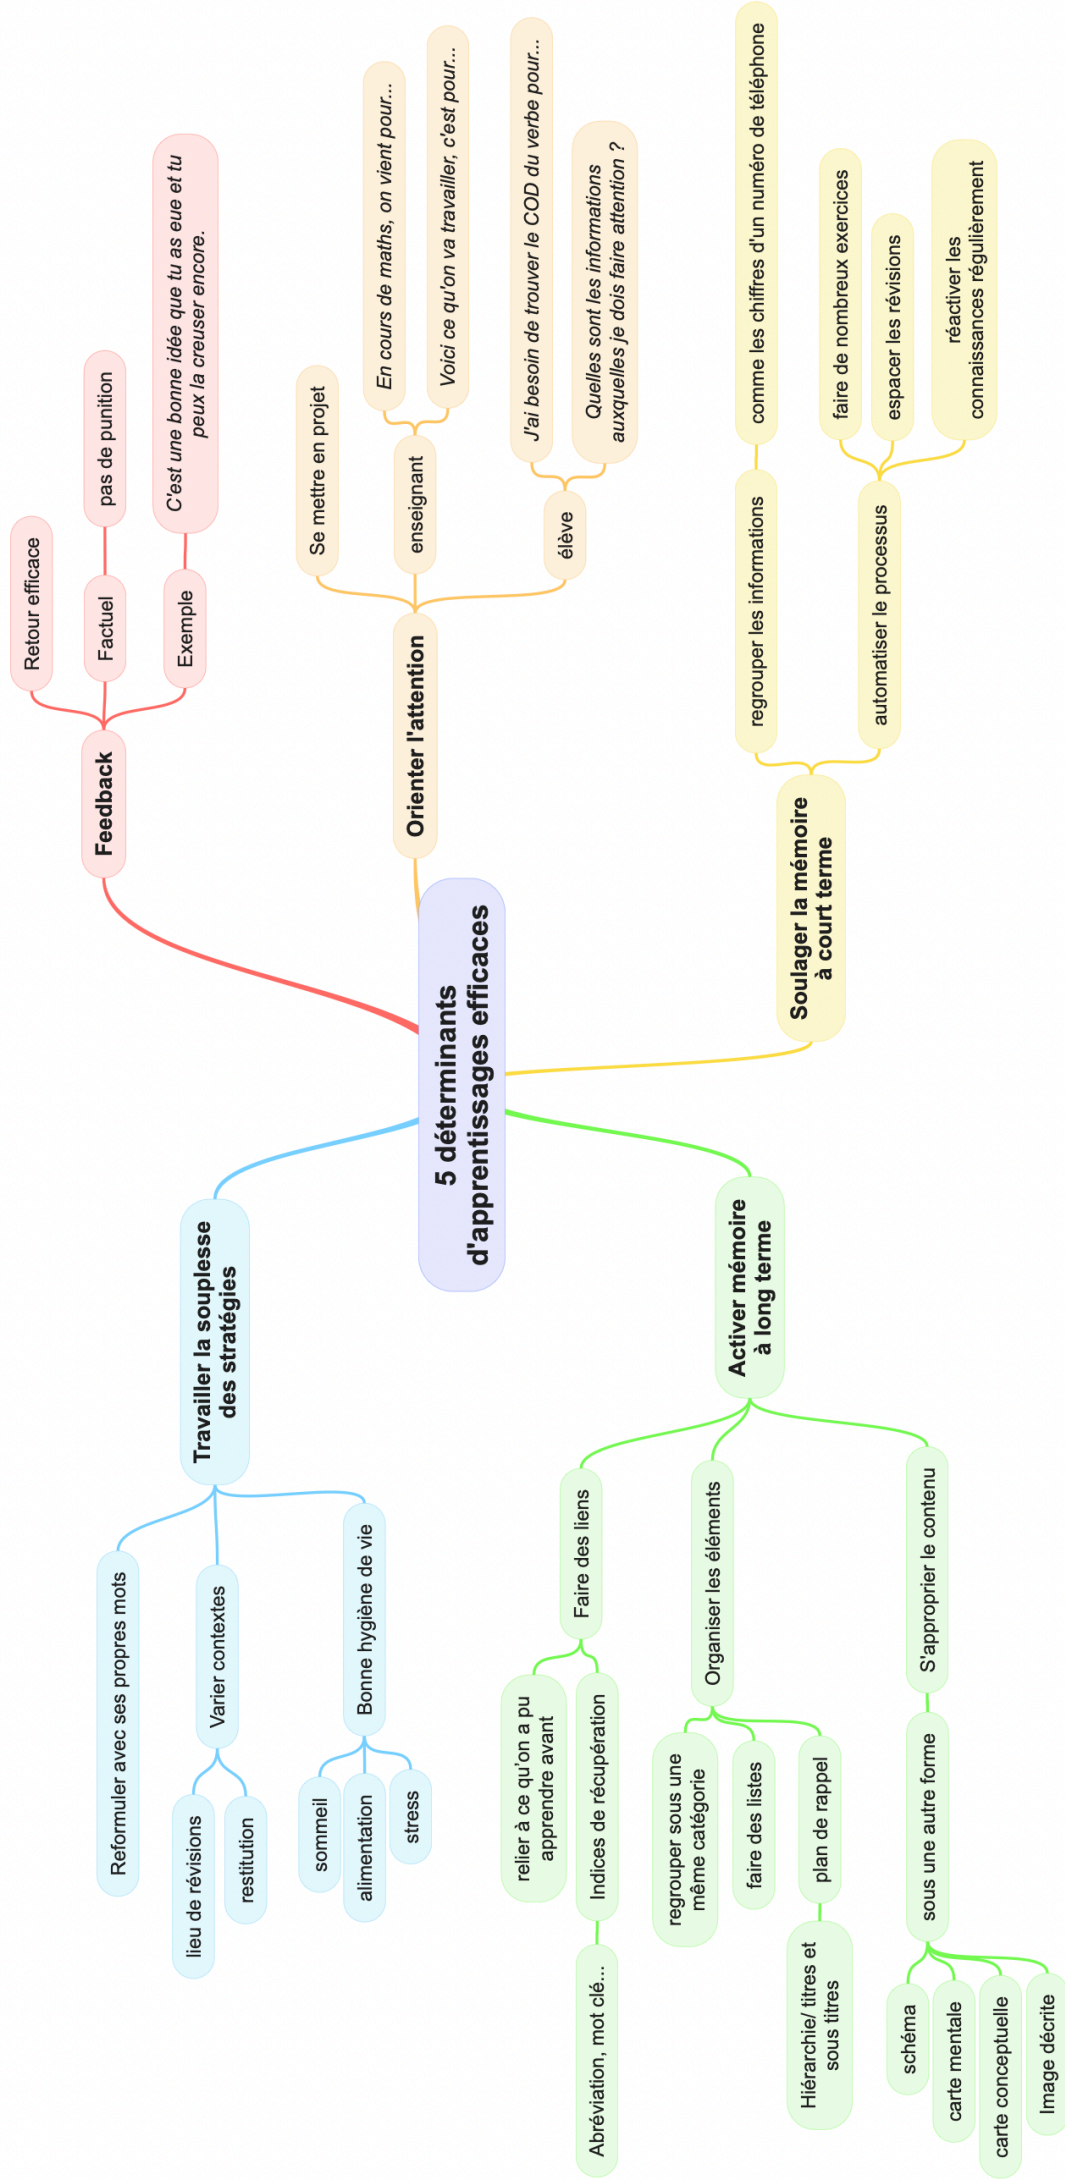 5 déterminants
d'apprentissages efficaces
Feedback
Retour efficace
Factuel
pas de punition
Exemple
C'est une bonne idée que tu as eue et tu
peux la creuser encore.
Orienter l'attention
Se mettre en projet
enseignant
En cours de maths, on vient pour...
Voici ce qu'on va travailler, c'est pour...
élève
J'ai besoin de trouver le COD du verbe pour...
Quelles sont les informations
auxquelles je dois faire attention ?
Soulager la mémoire
à court terme
regrouper les informations
comme les chiffres d'un numéro de téléphone
automatiser le processus
faire de nombreux exercices
espacer les révisions
réactiver les
connaissances régulièrement
Travailler la souplesse
des stratégies
Reformuler avec ses propres mots
Varier contextes
lieu de révisions
restitution
Bonne hygiène de vie
sommeil
alimentation
stress
Activer mémoire
à long terme
Faire des liens
relier à ce qu'on a pu
apprendre avant
Indices de récupération
Abréviation, mot clé...
Organiser les éléments
regrouper sous une
même catégorie
faire des listes
plan de rappel
Hiérarchie/ titres et
sous titres
S'approprier le contenu
sous une autre forme
schéma
carte mentale
carte conceptuelle
Image décrite